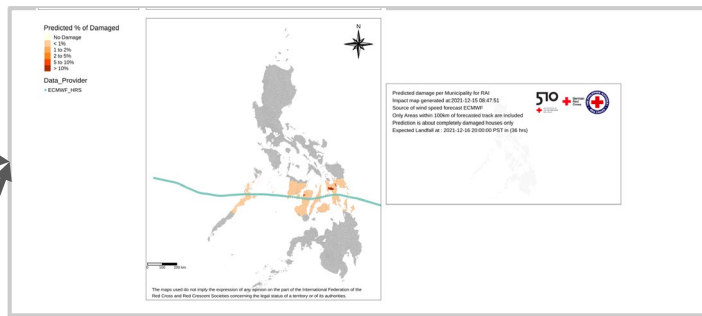 Predicted % of Damaged
No Damage
< 1%
1 to 2%
2 to 5%
5 to 10%
> 10%
Data_Provider
ECMWF_HRS
N
0 100 200 km
The maps used do not imply the expression of any opinion on the part of the International Federation of the
Red Cross and Red Crescent Societies concerning the legal status of a territory or of its authorities.
Predicted damage per Municipality for RAI
Impact map generated at:2021-12-15 08:47:51
Source of wind speed forecast ECMWF
Only Areas within 100km of forecasted track are included
Prediction is about completely damaged houses only
Expected Landfall at : 2021-12-16 20:00:00 PST in (36 hrs)
510
German
Red
Cross